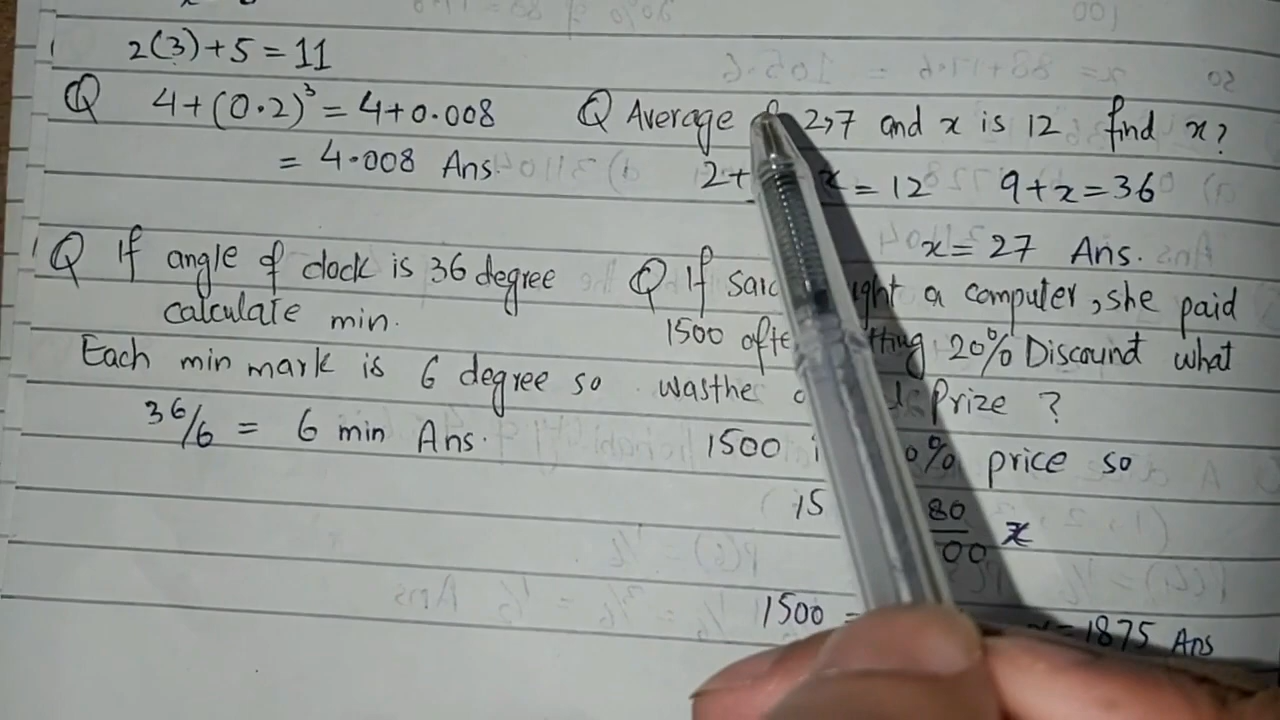 2(3)+5=11
Q 4+(0.2)³=4+0.008
= 4.008 Ans.
Q Average 2,7 and x is 12 find x?
2+ x = 12 9+x=36
x=27 Ans.
Q If angle of clock is 36 degree
calculate min.
Each min mark is 6 degree so
36/6 = 6 min Ans.
Q If a computer, she paid
1500 20% Discount what
was the Prize ?
1500 price so
15 80 x
1500 = x=1875 Ans